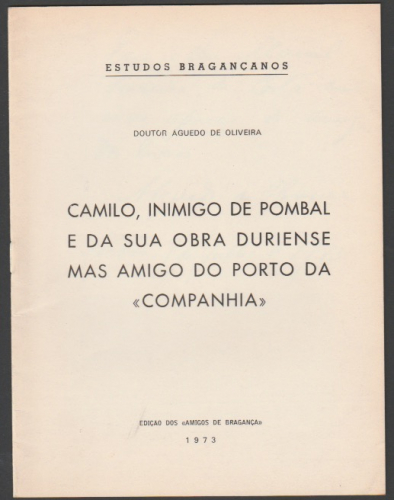 ESTUDOS BRAGANÇANOS
DOUTOR AGUEDO DE OLIVEIRA
CAMILO, INIMIGO DE POMBAL
E DA SUA OBRA DURIENSE
MAS AMIGO DO PORTO DA
«COMPANHIA»
EDIÇÃO DOS «AMIGOS DE BRAGANÇA»
1973